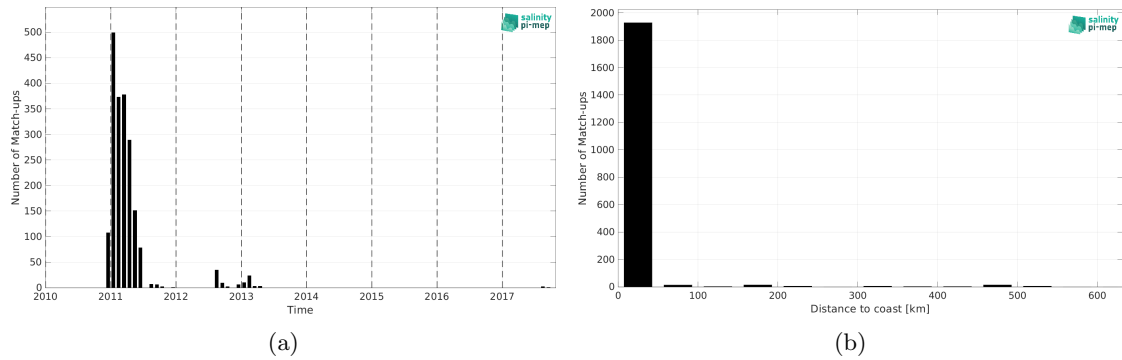 salinity
pi-mep
500
450
400
350
300
250
200
150
100
50
0
Number of Match-ups
2010 2011 2012 2013 2014 2015 2016 2017
Time
(a)
salinity
pi-mep
2000
1800
1600
1400
1200
1000
800
600
400
200
0
Number of Match-ups
0 100 200 300 400 500 600
Distance to coast [km]
(b)